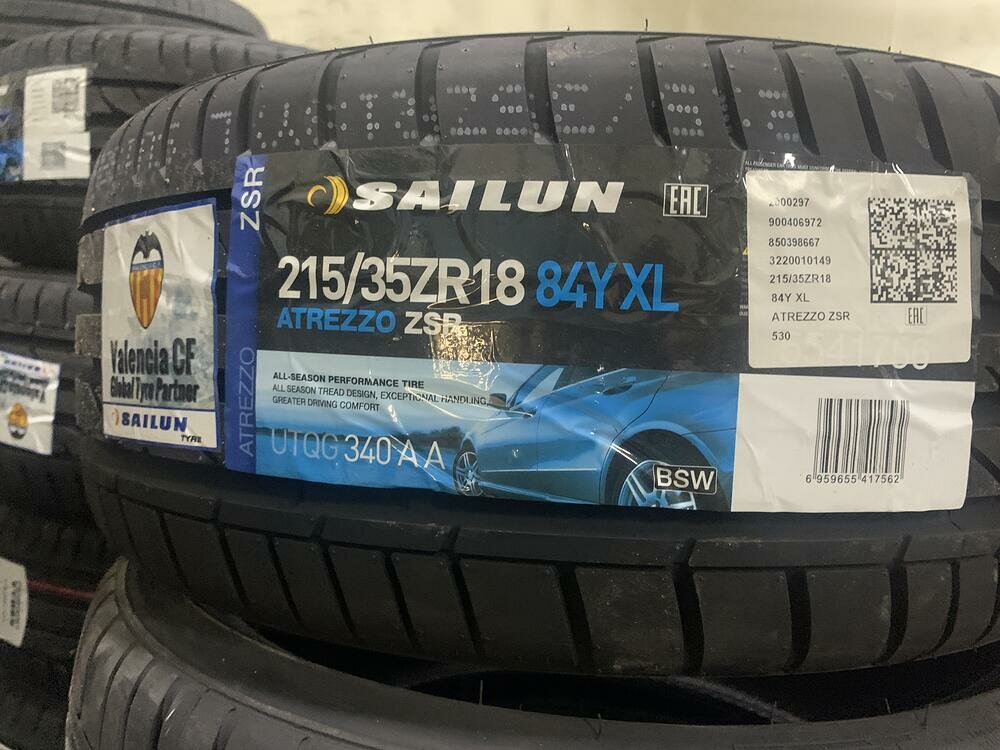 SAILUN
EAC
215/35ZR18 84Y XL
ATREZZO ZSR
ZSR
ATREZZO
ALL-SEASON PERFORMANCE TIRE
ALL SEASON TREAD DESIGN, EXCEPTIONAL HANDLING,
GREATER DRIVING COMFORT
UTQG 340 A A
BSW
Valencia CF
Global Tyre Partner
SAILUN
TYRE
2000297
900406972
850398667
3220010149
215/35ZR18
84Y XL
ATREZZO ZSR
EAC
530
6 959655 417562